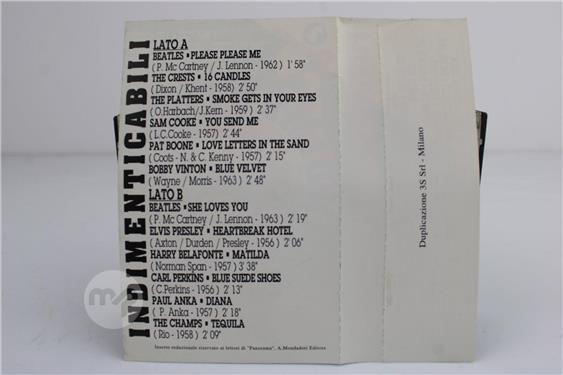 INDIMENTICABILI
LATO A
BEATLES ▪ PLEASE PLEASE ME
( P. Mc Cartney / J. Lennon - 1962 ) 1' 58"
THE CRESTS ▪ 16 CANDLES
( Dixon / Khent - 1958) 2' 50"
THE PLATTERS ▪ SMOKE GETS IN YOUR EYES
( O.Harbach/J.Kern - 1959 ) 2' 37"
SAM COOKE ▪ YOU SEND ME
( L.C.Cooke - 1957) 2' 44"
PAT BOONE ▪ LOVE LETTERS IN THE SAND
(Coots - N. & C. Kenny - 1957) 2' 15"
BOBBY VINTON ▪ BLUE VELVET
(Wayne / Morris - 1963 ) 2' 48"
LATO B
BEATLES ▪ SHE LOVES YOU
( P. Mc Cartney / J. Lennon - 1963 ) 2' 19"
ELVIS PRESLEY ▪ HEARTBREAK HOTEL
( Axton / Durden / Presley - 1956 ) 2' 06"
HARRY BELAFONTE ▪ MATILDA
(Norman Span - 1957 ) 3' 38"
CARL PERKINS ▪ BLUE SUEDE SHOES
( C.Perkins - 1956 ) 2' 13"
PAUL ANKA ▪ DIANA
( P. Anka - 1957 ) 2' 18"
THE CHAMPS ▪ TEQUILA
( Rio - 1958 ) 2' 09"
Inserto redazionale riservato ai lettori di "Panorama", A.Mondadori Editore
Duplicazione 3S Srl - Milano